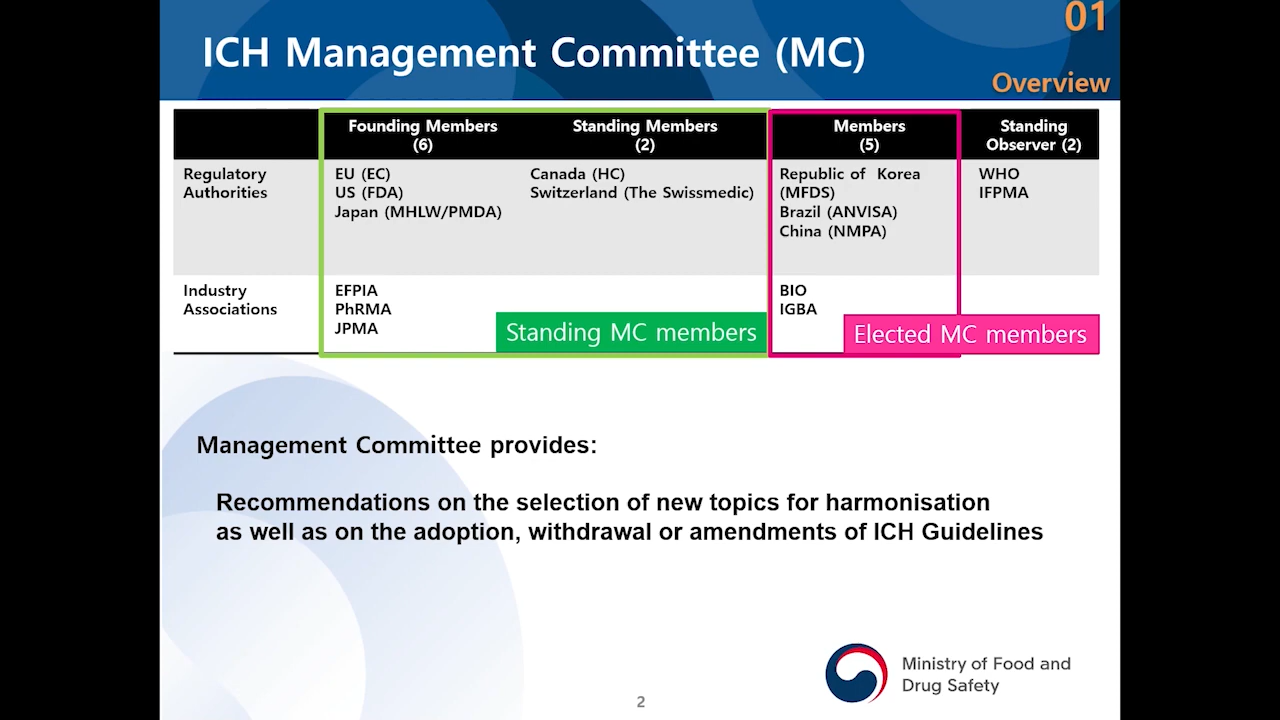 01
ICH Management Committee (MC)
Overview
Founding Members
(6)
Standing Members
(2)
Members
(5)
Standing
Observer (2)
Regulatory
Authorities
EU (EC)
US (FDA)
Japan (MHLW/PMDA)
Canada (HC)
Switzerland (The Swissmedic)
Republic of Korea
(MFDS)
Brazil (ANVISA)
China (NMPA)
WHO
IFPMA
Industry
Associations
EFPIA
PhRMA
JPMA
BIO
IGBA
Standing MC members
Elected MC members
Management Committee provides:
Recommendations on the selection of new topics for harmonisation
as well as on the adoption, withdrawal or amendments of ICH Guidelines
Ministry of Food and
Drug Safety
2